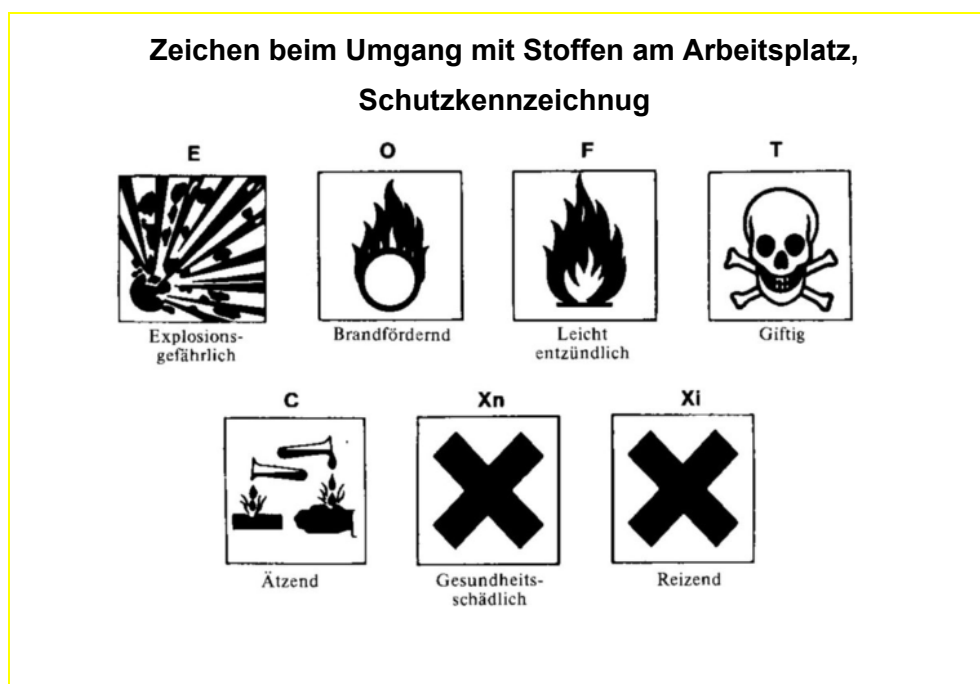 Zeichen beim Umgang mit Stoffen am Arbeitsplatz,
Schutzkennzeichnug
E
O
F
T
Explosions-
gefährlich
Brandfördernd
Leicht
entzündlich
Giftig
C
Xn
Xi
Ätzend
Gesundheits-
schädlich
Reizend